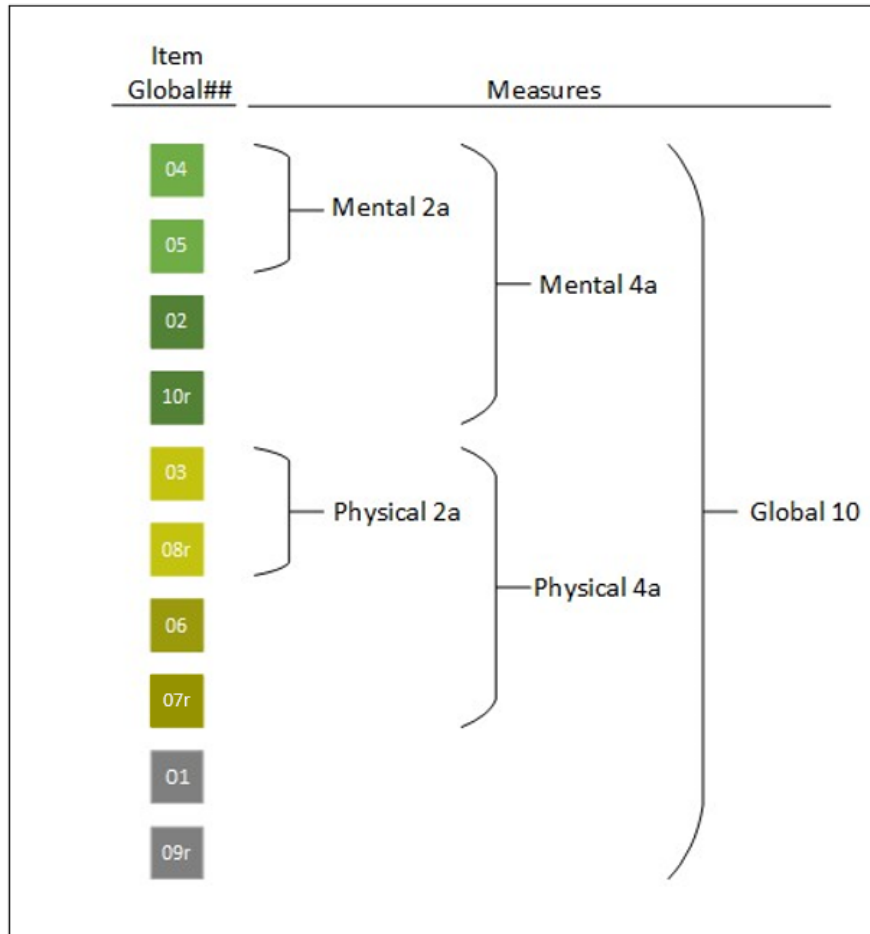 Item
Global##
Measures
04
05
Mental 2a
02
Mental 4a
10r
03
Physical 2a
Global 10
08r
Physical 4a
06
07r
O1
09r